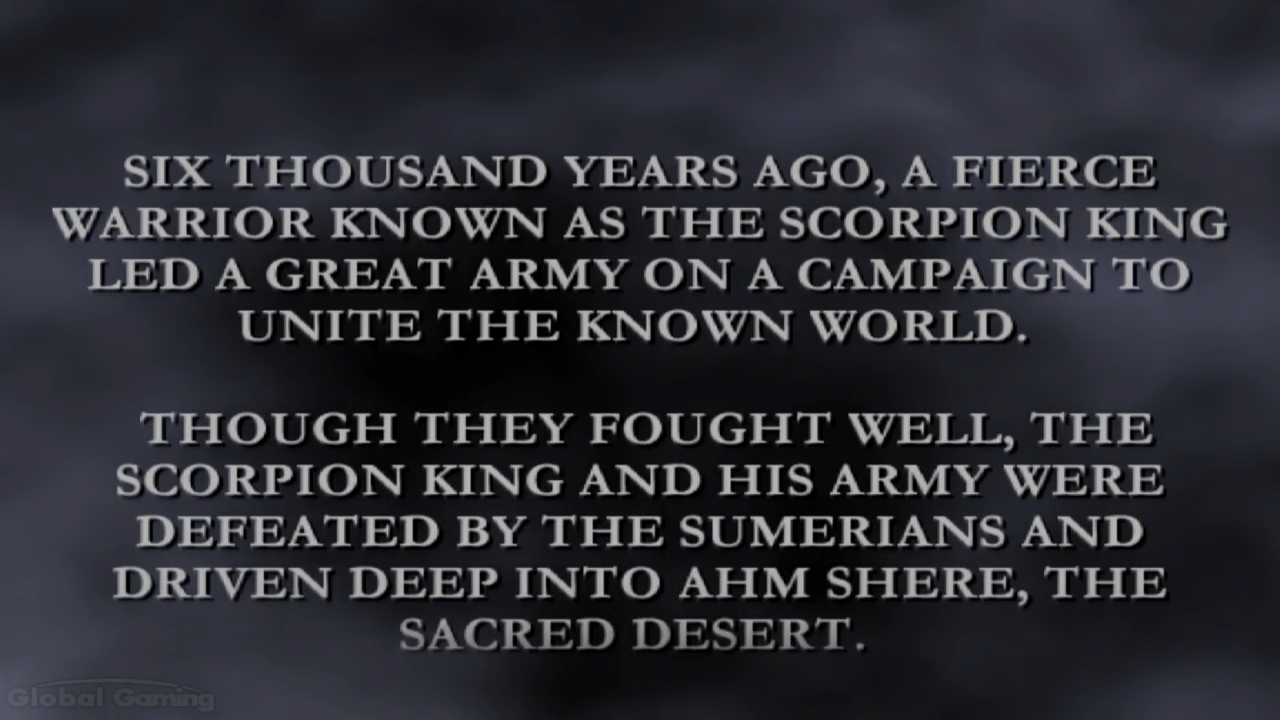 SIX THOUSAND YEARS AGO, A FIERCE
WARRIOR KNOWN AS THE SCORPION KING
LED A GREAT ARMY ON A CAMPAIGN TO
UNITE THE KNOWN WORLD.
THOUGH THEY FOUGHT WELL, THE
SCORPION KING AND HIS ARMY WERE
DEFEATED BY THE SUMERIANS AND
DRIVEN DEEP INTO AHM SHERE, THE
SACRED DESERT.
Global Gaming